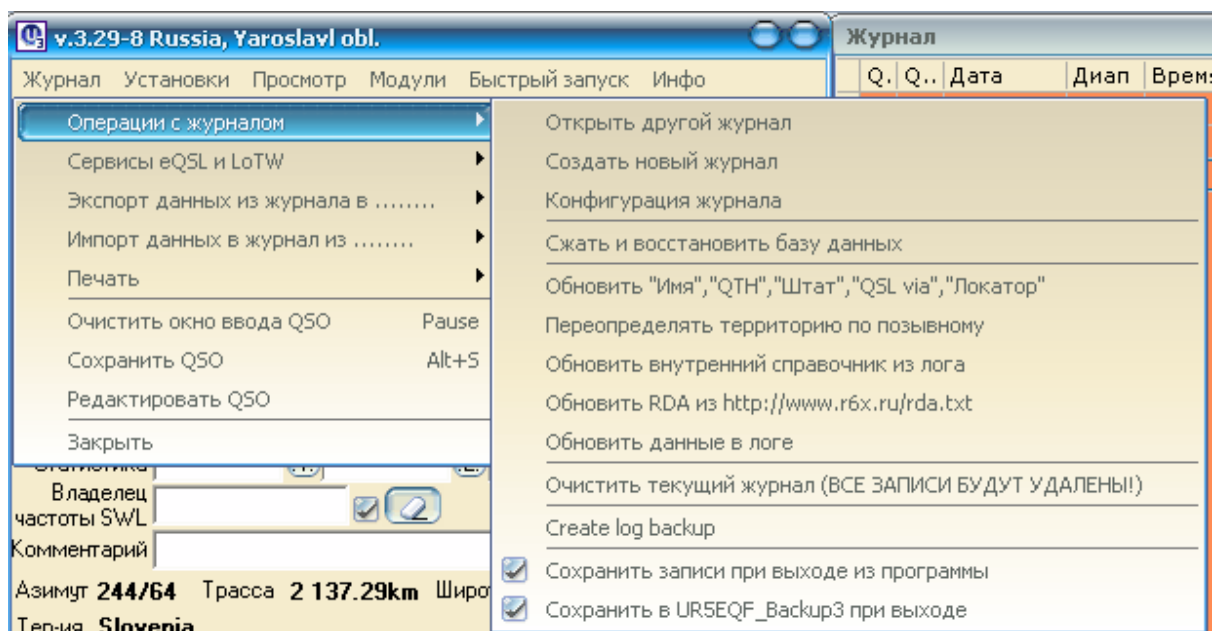 v.3.29-8 Russia, Yaroslavl obl.
Журнал
Журнал Установки Просмотр Модули Быстрый запуск Инфо
Q. Q.. Дата Диап Время
Операции с журналом
Сервисы eQSL и LoTW
Экспорт данных из журнала в ........
Импорт данных в журнал из ........
Печать
Очистить окно ввода QSO Pause
Сохранить QSO Alt+S
Редактировать QSO
Закрыть
Открыть другой журнал
Создать новый журнал
Конфигурация журнала
Сжать и восстановить базу данных
Обновить "Имя","QTH","Штат","QSL via","Локатор"
Переопределять территорию по позывному
Обновить внутренний справочник из лога
Обновить RDA из http://www.r6x.ru/rda.txt
Обновить данные в логе
Очистить текущий журнал (ВСЕ ЗАПИСИ БУДУТ УДАЛЕНЫ!)
Create log backup
Сохранить записи при выходе из программы
Сохранить в UR5EQF_Backup3 при выходе
Владелец
частоты SWL
Комментарий
Азимут 244/64 Трасса 2 137.29km Широ
Тер-ия Slovenia